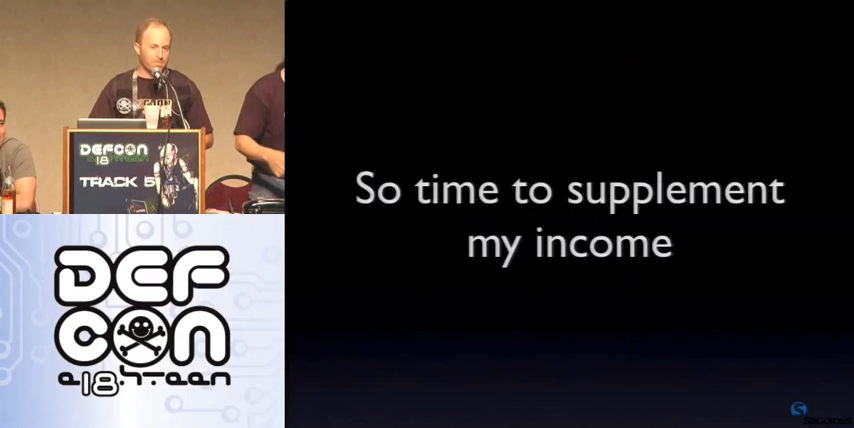 DEFCON
18
TRACK 5
DEF
CON
e18hteen
So time to supplement
my income